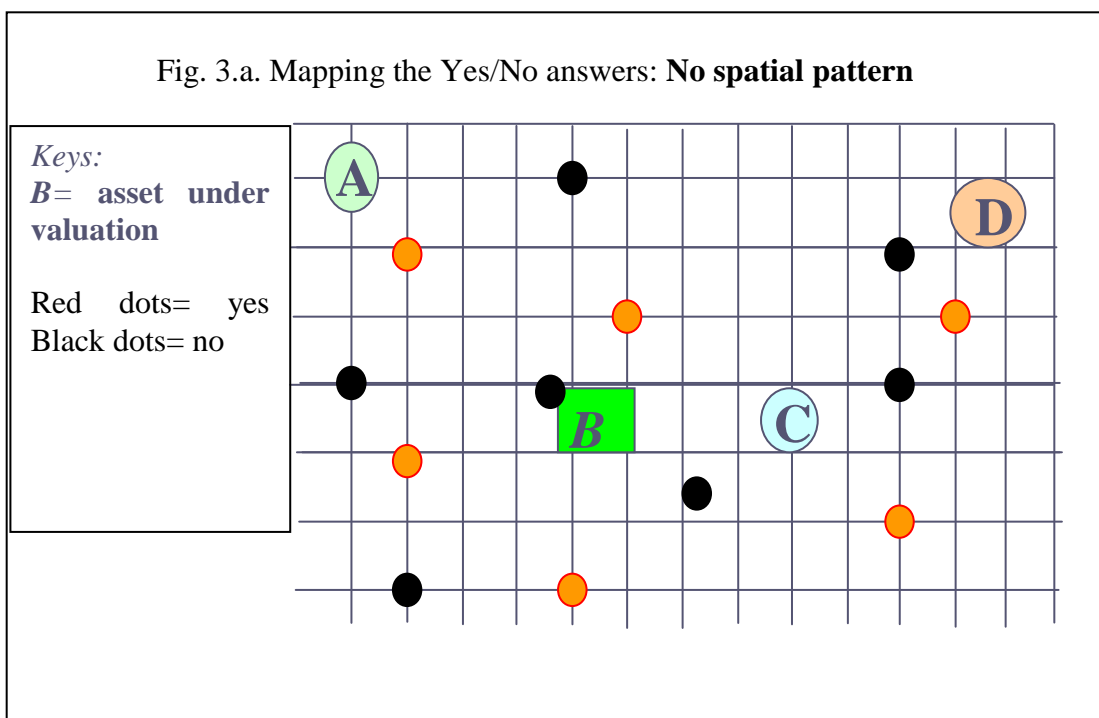 Fig. 3.a. Mapping the Yes/No answers: No spatial pattern
Keys:
B= asset under
valuation
Red dots= yes
Black dots= no
A
D
B
C